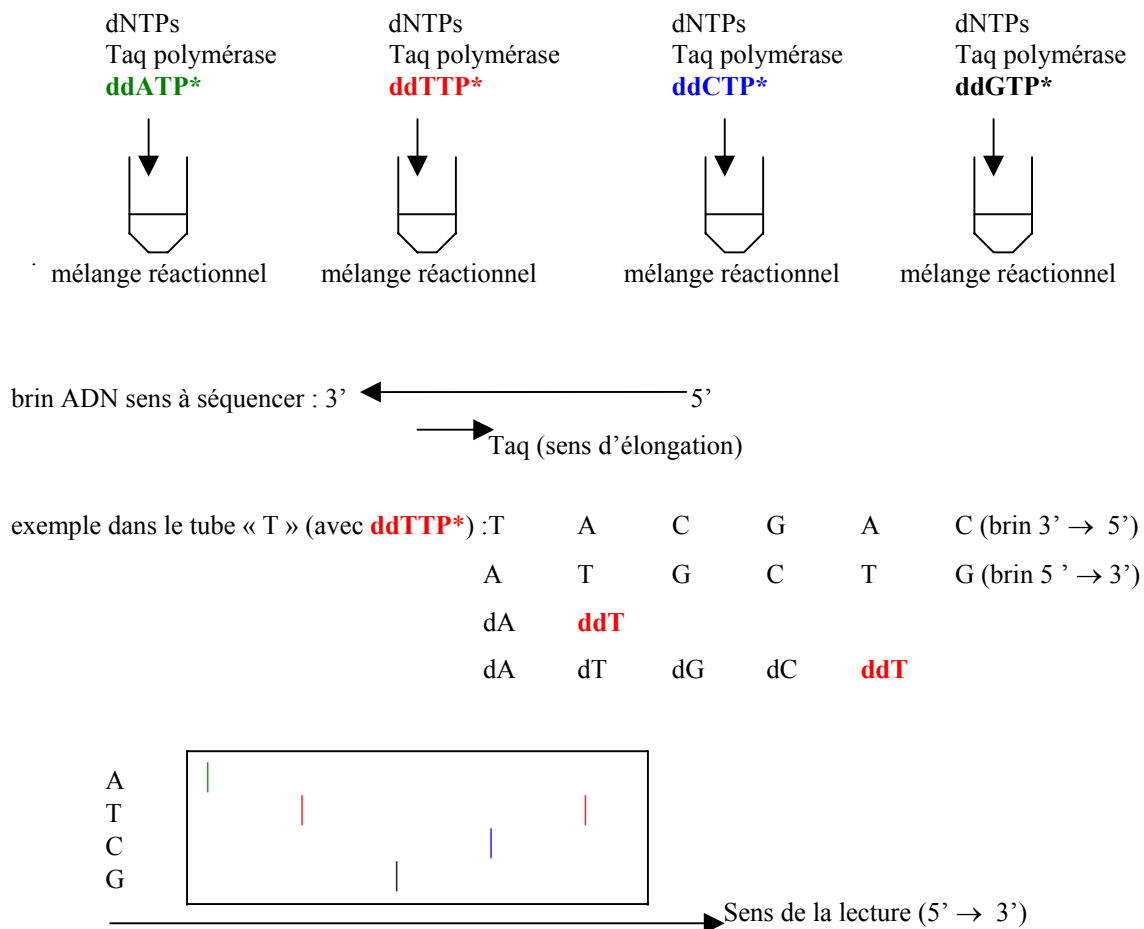 dNTPs dNTPs dNTPs dNTPs
Taq polymérase Taq polymérase Taq polymérase Taq polymérase
ddATP* ddTTP* ddCTP* ddGTP*
. mélange réactionnel mélange réactionnel mélange réactionnel mélange réactionnel
brin ADN sens à séquencer : 3’ 5’
Taq (sens d’élongation)
exemple dans le tube « T » (avec ddTTP*) :T A C G A C (brin 3’ → 5’)
A T G C T G (brin 5 ’ → 3’)
dA ddT
dA dT dG dC ddT
A
T
C
G
Sens de la lecture (5’ → 3’)